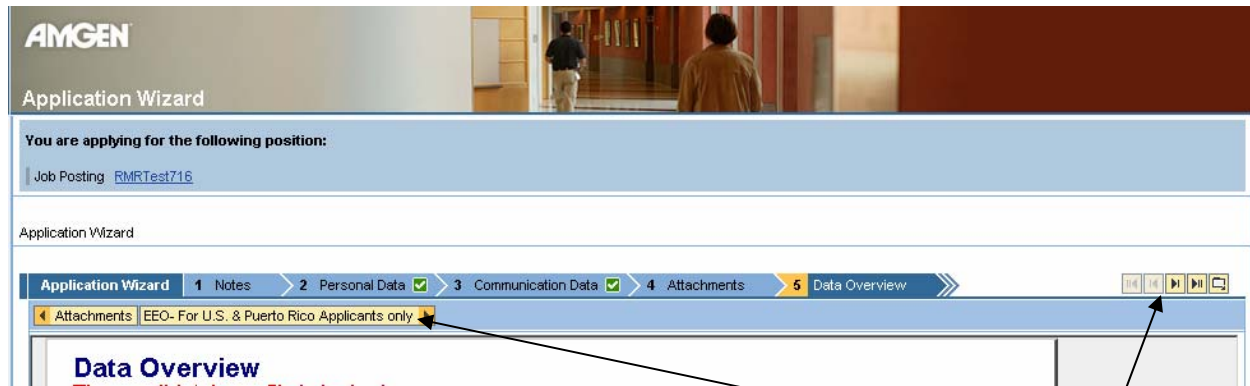 AMGEN
Application Wizard
You are applying for the following position:
Job Posting RMRTest716
Application Wizard
Application Wizard 1 Notes 2 Personal Data 3 Communication Data 4 Attachments 5 Data Overview
Attachments EEO- For U.S. & Puerto Rico Applicants only
Data Overview